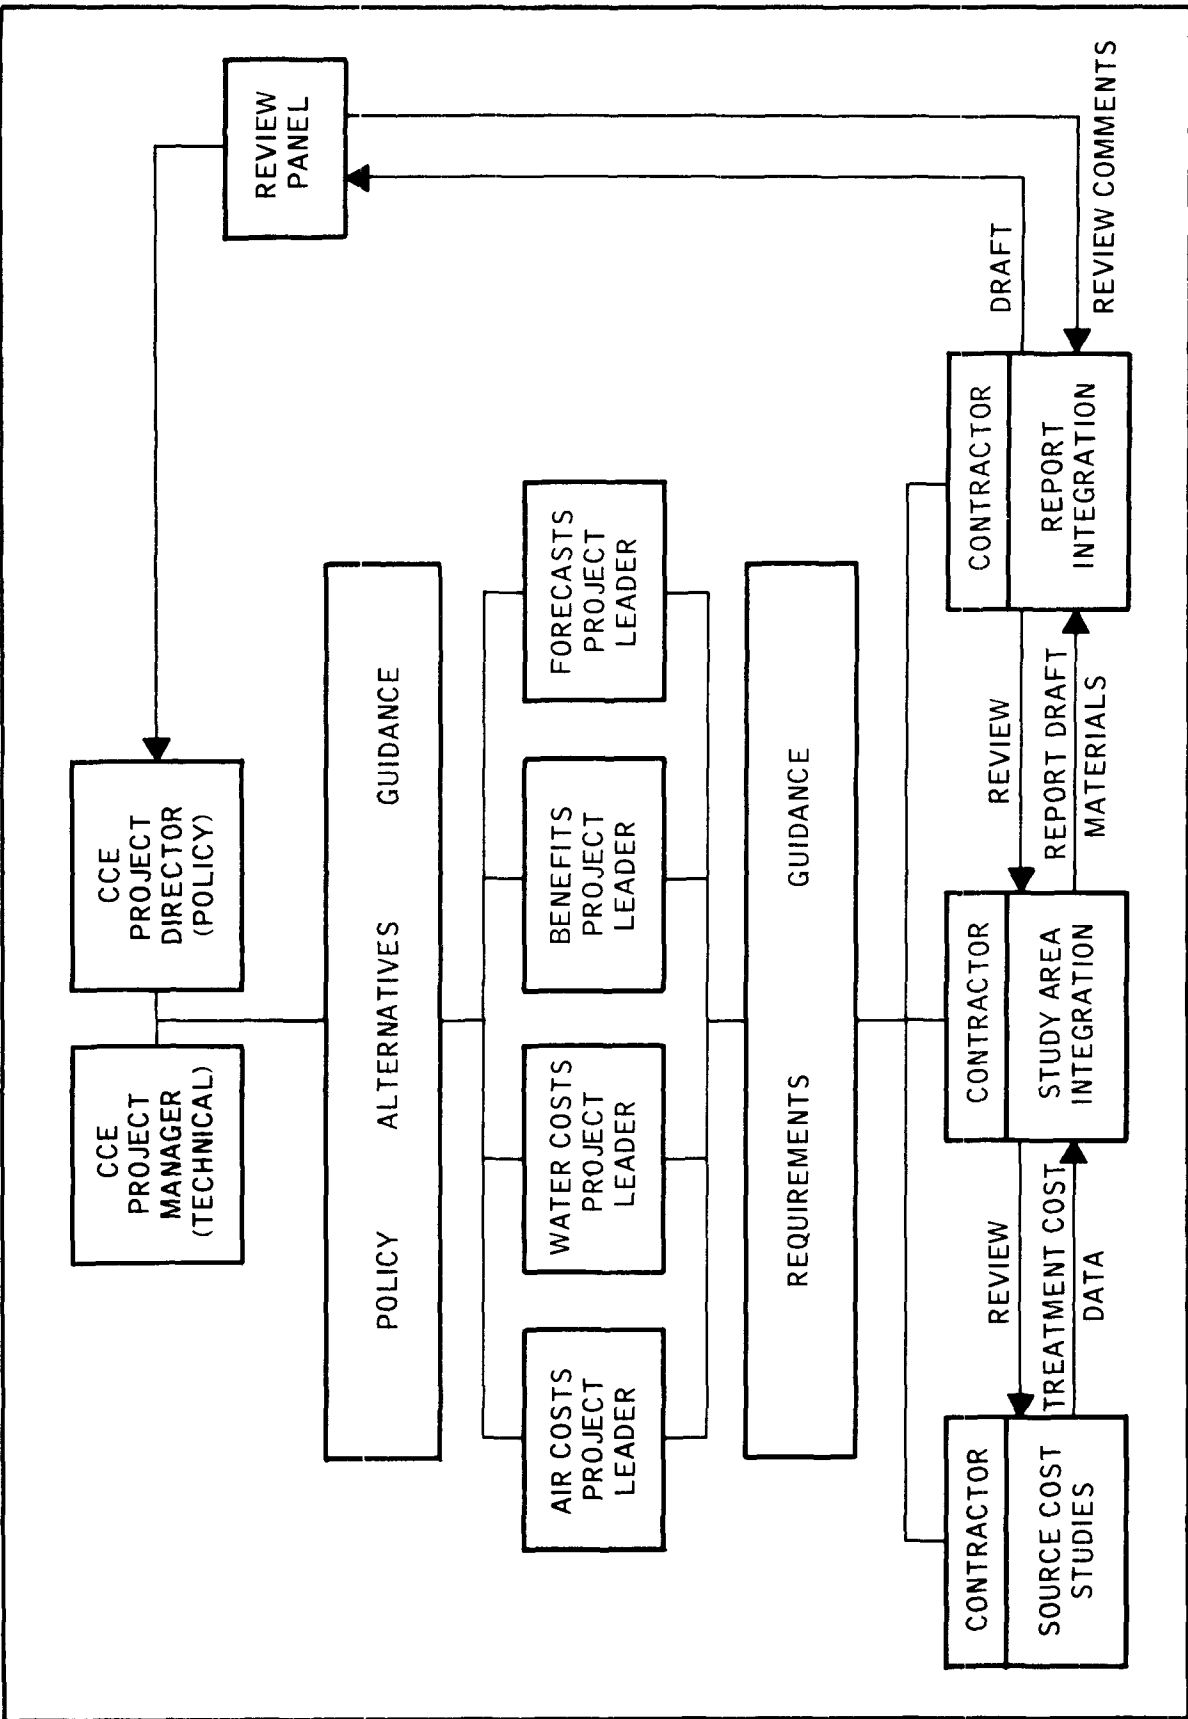 CCE
PROJECT
MANAGER
(TECHNICAL)
CCE
PROJECT
DIRECTOR
(POLICY)
REVIEW
PANEL
POLICY ALTERNATIVES GUIDANCE
AIR COSTS
PROJECT
LEADER
WATER COSTS
PROJECT
LEADER
BENEFITS
PROJECT
LEADER
FORECASTS
PROJECT
LEADER
REQUIREMENTS GUIDANCE
CONTRACTOR
SOURCE COST
STUDIES
REVIEW
TREATMENT COST
DATA
CONTRACTOR
STUDY AREA
INTEGRATION
REVIEW
REPORT DRAFT
MATERIALS
CONTRACTOR
REPORT
INTEGRATION
DRAFT
REVIEW COMMENTS